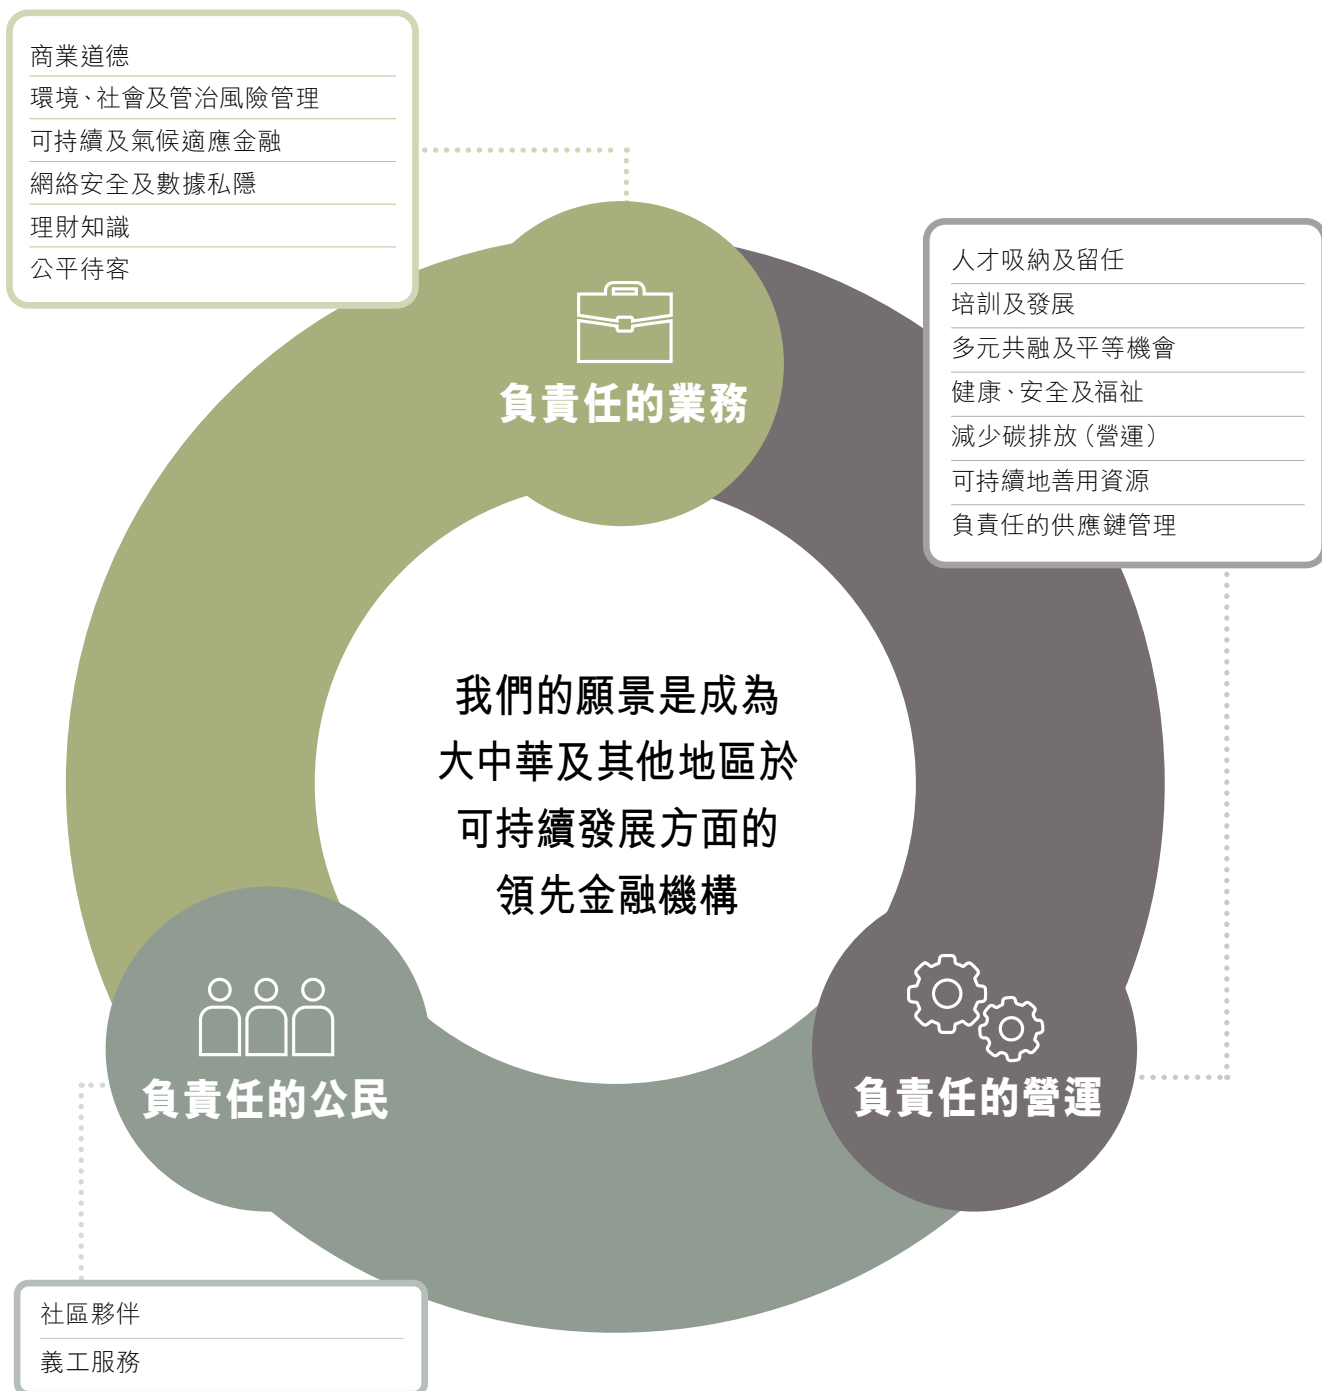 商業道德
環境、社會及管治風險管理
可持續及氣候適應金融
網絡安全及數據私隱
理財知識
公平待客
負責任的業務
人才吸納及留任
培訓及發展
多元共融及平等機會
健康、安全及福祉
減少碳排放（營運）
可持續地善用資源
負責任的供應鏈管理
我們的願景是成為
大中華及其他地區於
可持續發展方面的
領先金融機構
負責任的公民
負責任的營運
社區夥伴
義工服務